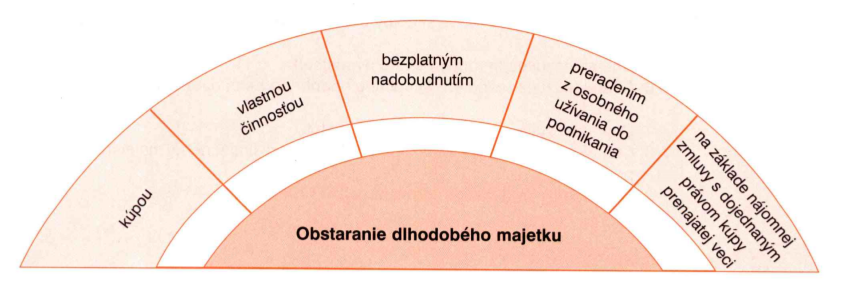 kúpou
vlastnou
činnosťou
bezplatným
nadobudnutím
preradením
z osobného
užívania do
podnikania
na základe nájomnej
zmluvy s dojednaným
právom kúpy
prenajatej veci
Obstaranie dlhodobého majetku